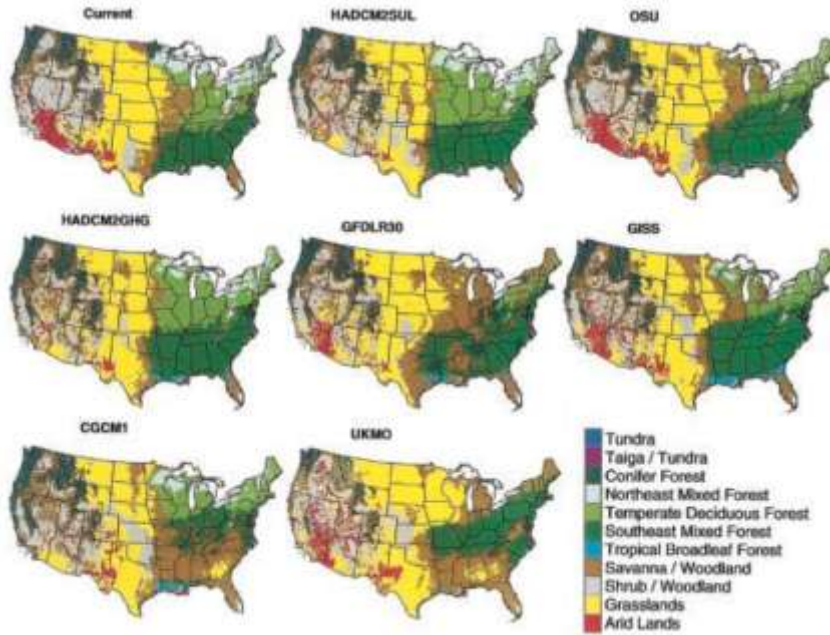 Current
HADCM2SUL
OSU
HADCM2GHG
GFDLR30
GISS
CGCM1
UKMO
Tundra
Taiga / Tundra
Conifer Forest
Northeast Mixed Forest
Temperate Deciduous Forest
Southeast Mixed Forest
Tropical Broadleaf Forest
Savanna / Woodland
Shrub / Woodland
Grasslands
Arid Lands